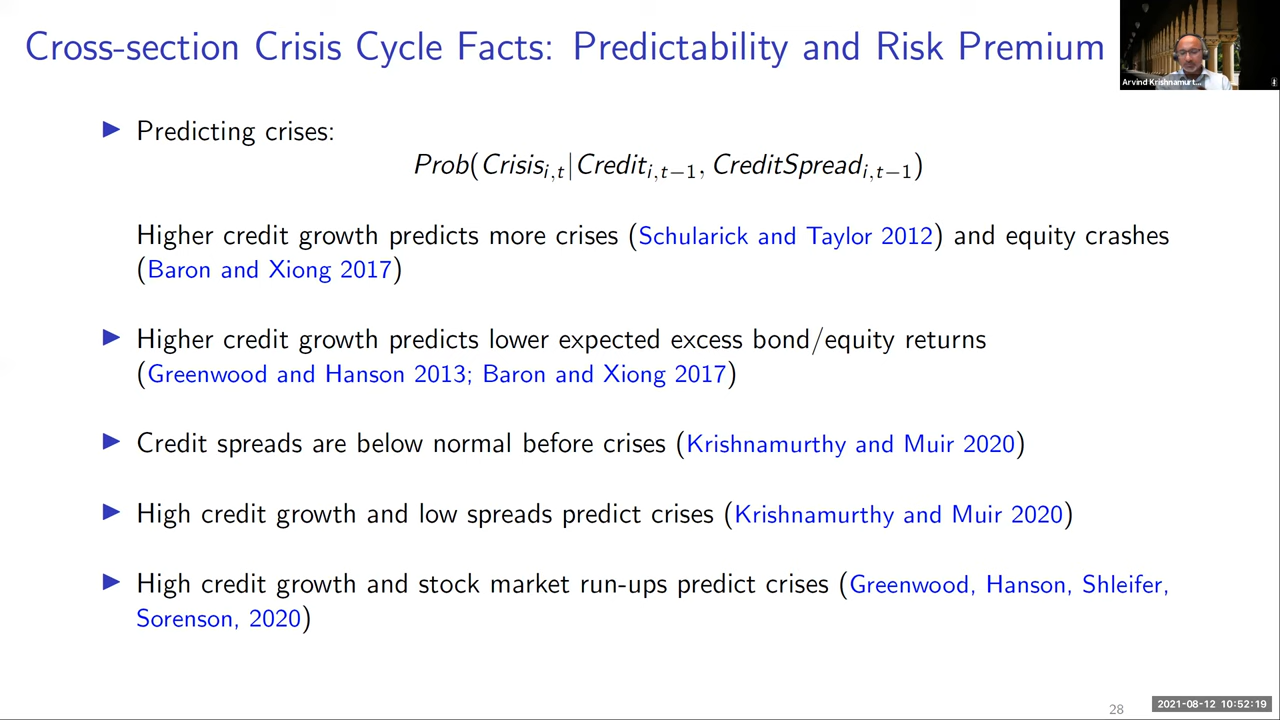 Cross-section Crisis Cycle Facts: Predictability and Risk Premium
Arvind Krishnamurt...
▶ Predicting crises:
Prob(Crisis_{i,t}|Credit_{i,t−1}, CreditSpread_{i,t−1})
Higher credit growth predicts more crises (Schularick and Taylor 2012) and equity crashes
(Baron and Xiong 2017)
▶ Higher credit growth predicts lower expected excess bond/equity returns
(Greenwood and Hanson 2013; Baron and Xiong 2017)
▶ Credit spreads are below normal before crises (Krishnamurthy and Muir 2020)
▶ High credit growth and low spreads predict crises (Krishnamurthy and Muir 2020)
▶ High credit growth and stock market run-ups predict crises (Greenwood, Hanson, Shleifer,
Sorenson, 2020)
28
2021-08-12 10:52:19